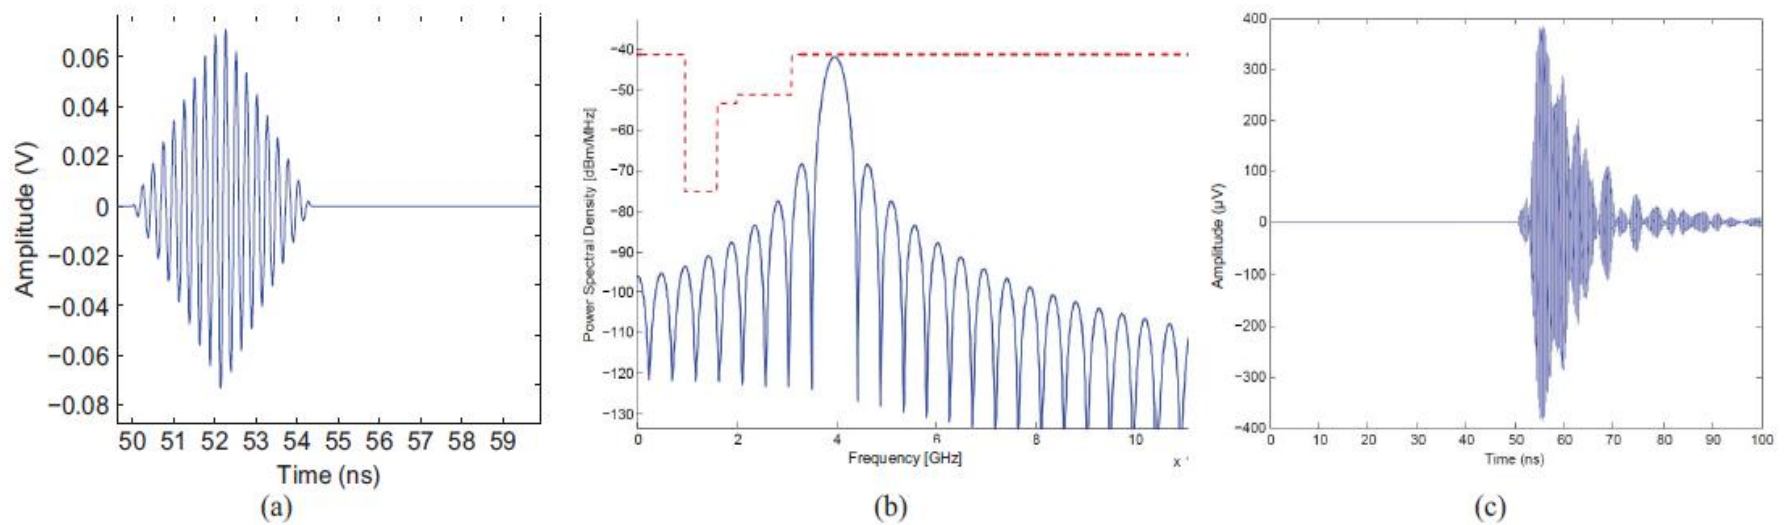 0.06
0.04
0.02
0
−0.02
−0.04
−0.06
−0.08
Amplitude (V)
50 51 52 53 54 55 56 57 58 59
Time (ns)
(a)
−40
−50
−60
−70
−80
−90
−100
−110
−120
−130
Power Spectral Density [dBm/MHz]
0 2 4 6 8 10
Frequency [GHz]
x
(b)
400
300
200
100
0
−100
−200
−300
−400
Amplitude (μV)
0 10 20 30 40 50 60 70 80 90 100
Time (ns)
(c)